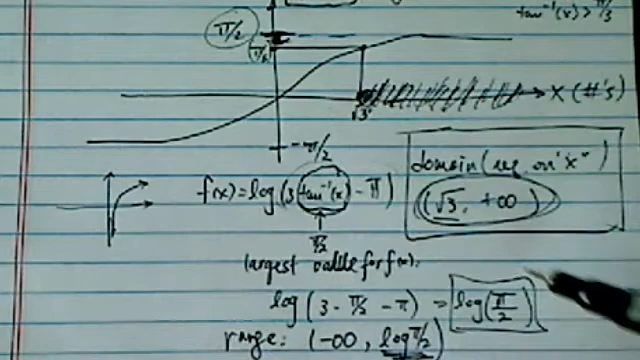 tan⁻¹(x) > π/3
π/2
π/3
√3
X (#'s)
-π/2
domain (req on "x")
(√3, +∞)
f(x) = log(3 tan⁻¹(x) - π)
π/2
largest value for f(x):
log(3 · π/2 - π) = log(π/2)
range: (-∞, log π/2)